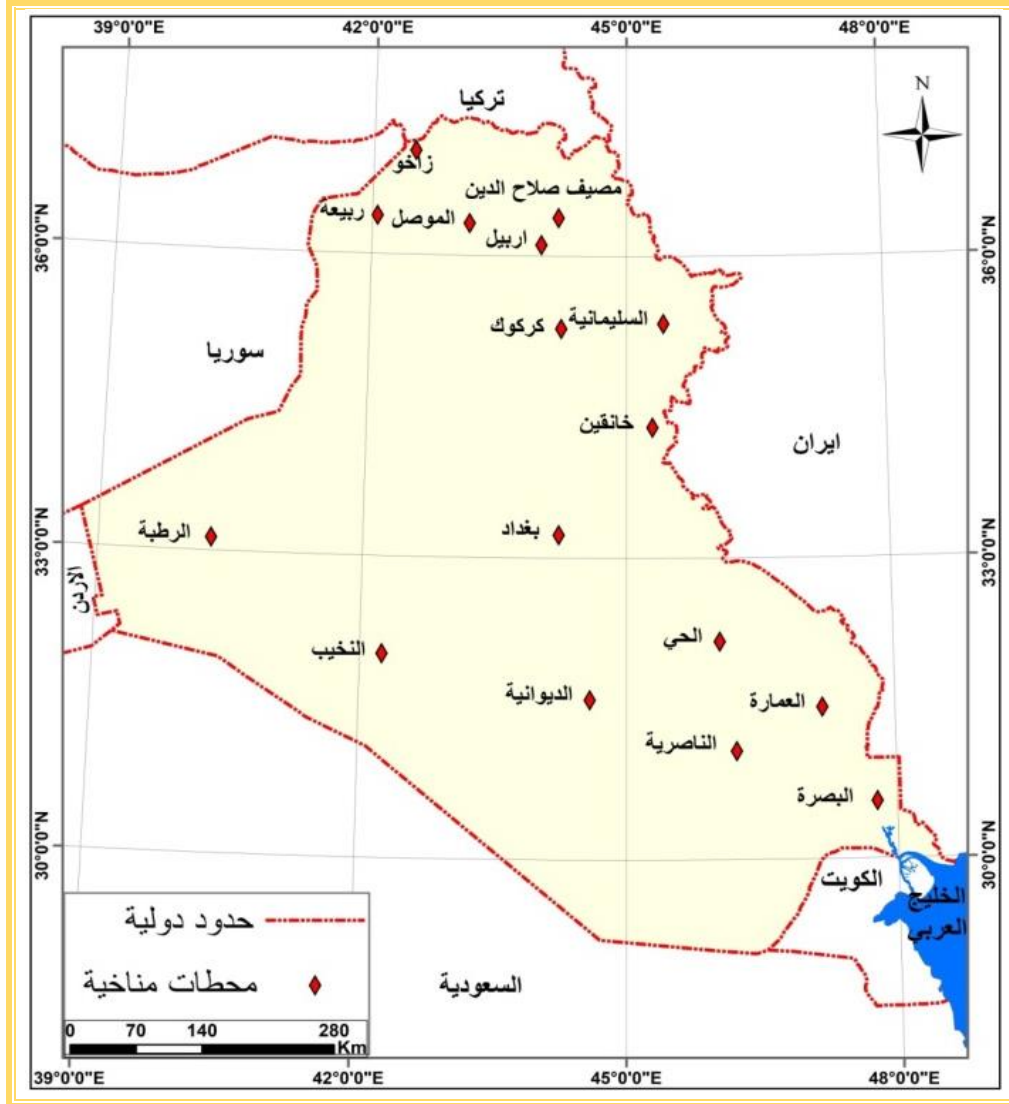 39°0'0"E 42°0'0"E 45°0'0"E 48°0'0"E
N
تركيا
زاخو
مصيف صلاح الدين
ربيعه
الموصل
اربيل
36°0'0"N
36°0'0"N
السليمانية
كركوك
سوريا
خانقين
ايران
بغداد
الرطبة
33°0'0"N
33°0'0"N
الاردن
الحي
النخيب
الديوانية
العمارة
الناصرية
البصرة
30°0'0"N
30°0'0"N
الكويت
الخليج
العربي
حدود دولية
محطات مناخية
السعودية
0 70 140 280
Km
39°0'0"E 42°0'0"E 45°0'0"E 48°0'0"E